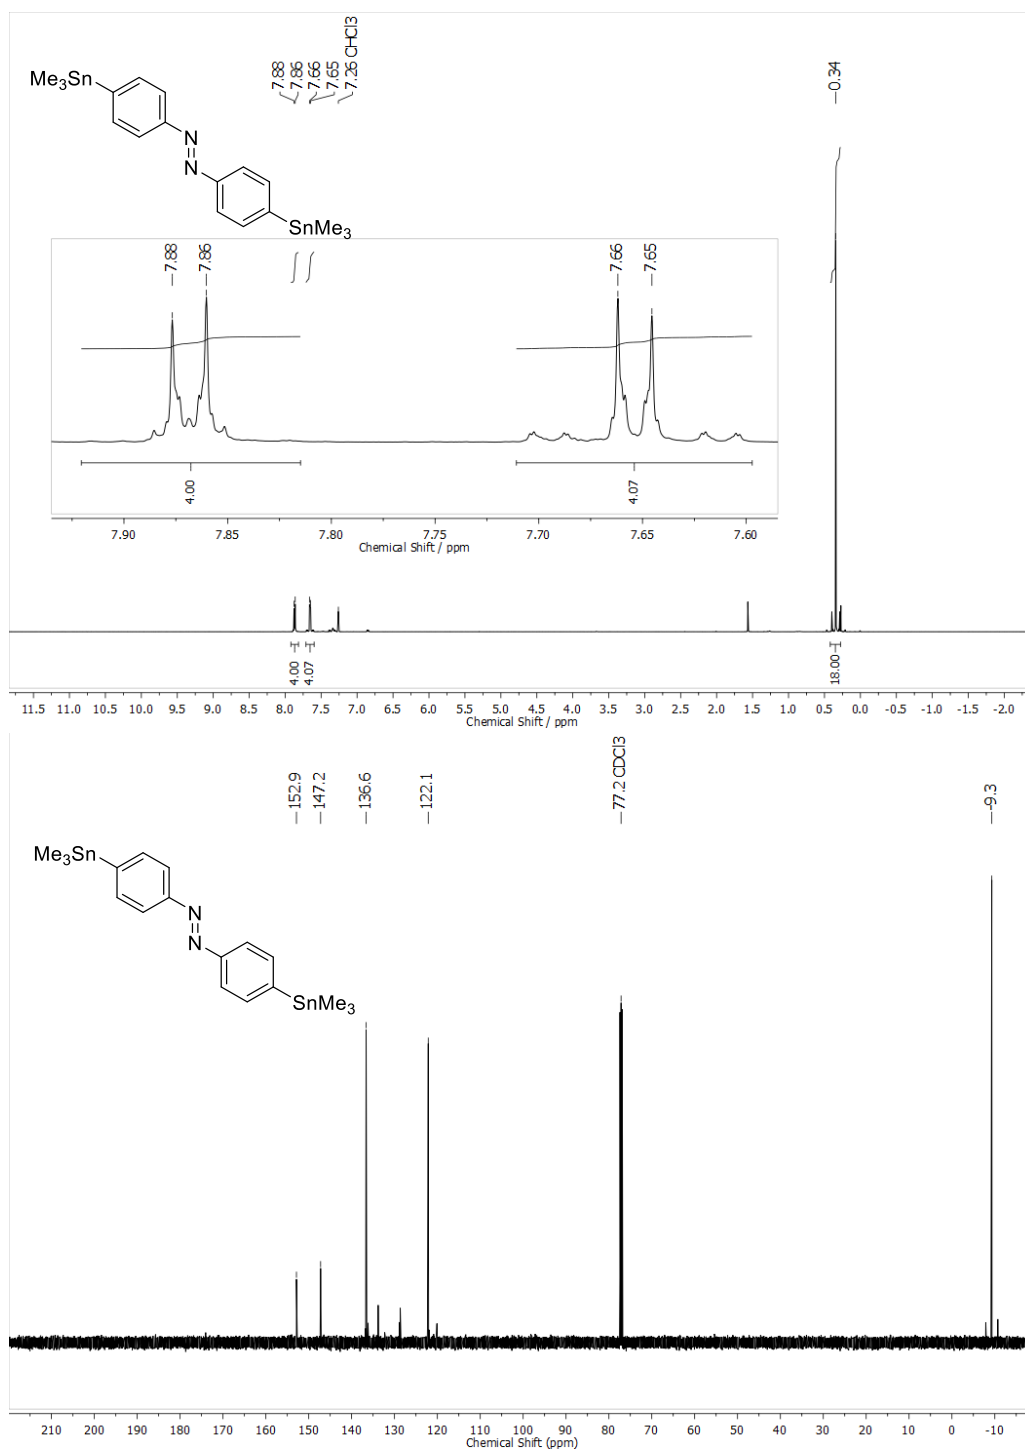 7.88
7.86
7.66
7.65
7.26 CHCl3
0.34
Me3Sn
N
N
SnMe3
7.88
7.86
7.66
7.65
4.00
4.07
7.90 7.85 7.80 7.75 7.70 7.65 7.60
Chemical Shift / ppm
4.00
4.07
18.00
11.5 11.0 10.5 10.0 9.5 9.0 8.5 8.0 7.5 7.0 6.5 6.0 5.5 5.0 4.5 4.0 3.5 3.0 2.5 2.0 1.5 1.0 0.5 0.0 -0.5 -1.0 -1.5 -2.0
Chemical Shift / ppm
152.9
147.2
136.6
122.1
77.2 CDCl3
-9.3
Me3Sn
N
N
SnMe3
210 200 190 180 170 160 150 140 130 120 110 100 90 80 70 60 50 40 30 20 10 0 -10
Chemical Shift (ppm)